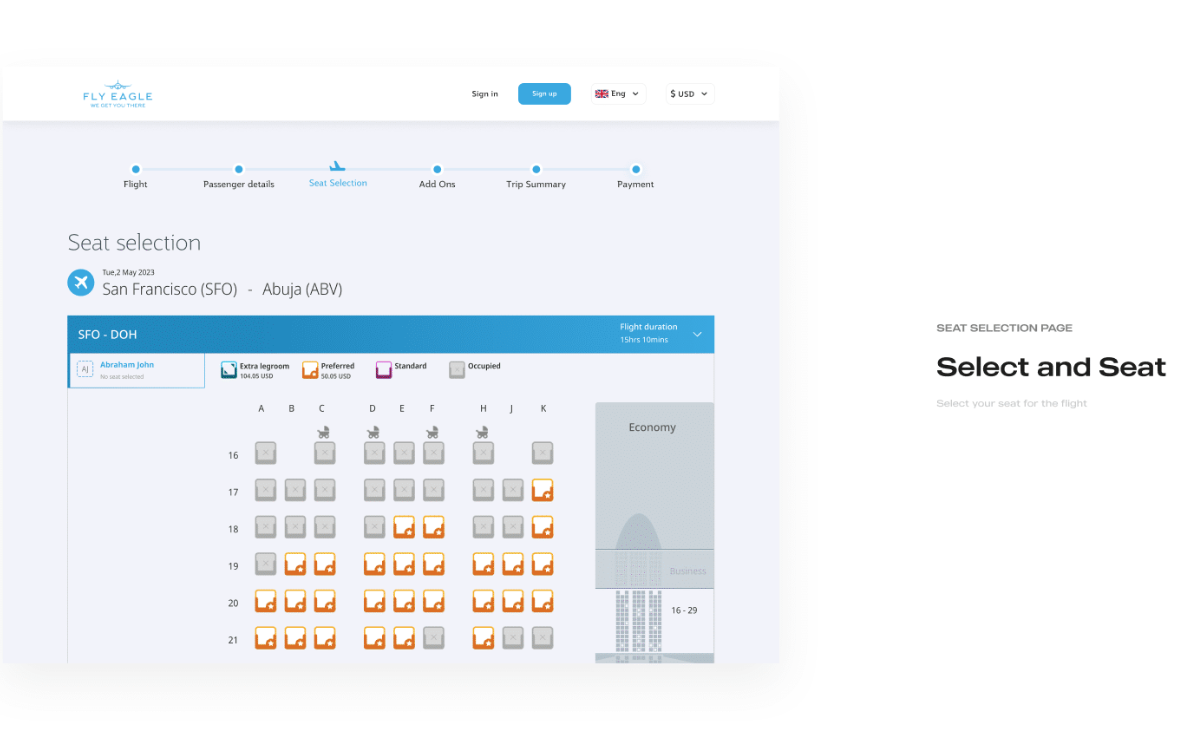 FLY EAGLE
WE GET YOU THERE
Sign in
Sign up
Eng
$ USD
Flight
Passenger details
Seat Selection
Add Ons
Trip Summary
Payment
Seat selection
Tue,2 May 2023
San Francisco (SFO) - Abuja (ABV)
SFO - DOH
Flight duration
15hrs 10mins
AJ
Abraham John
No seat selected
Extra legroom
104.05 USD
Preferred
50.05 USD
Standard
Occupied
A B C D E F H J K
16
17
18
19
20
21
Economy
Business
16 - 29
SEAT SELECTION PAGE
Select and Seat
Select your seat for the flight